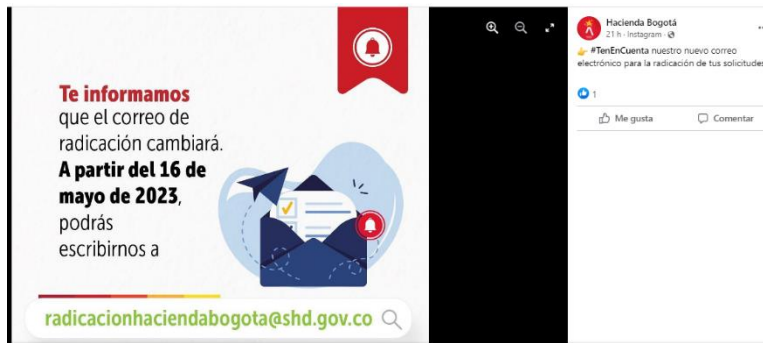 Te informamos
que el correo de
radicación cambiará.
A partir del 16 de
mayo de 2023,
podrás
escribirnos a
radicacionhaciendabogota@shd.gov.co
Hacienda Bogotá
21 h · Instagram ·
#TenEnCuenta nuestro nuevo correo
electrónico para la radicación de tus solicitudes
1
Me gusta
Comentar